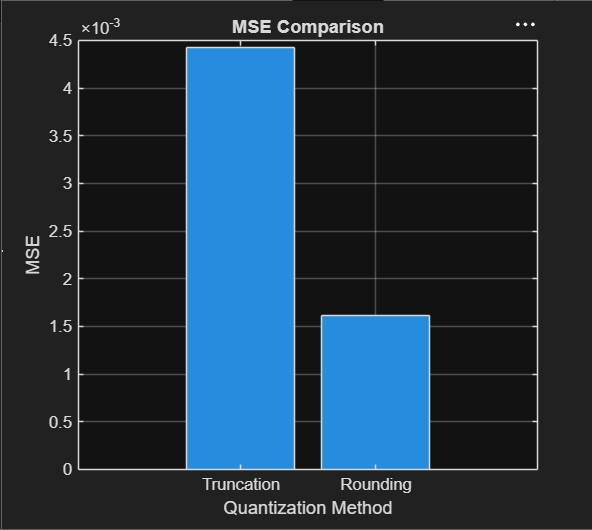 MSE Comparison
×10⁻³
4.5
4
3.5
3
2.5
2
1.5
1
0.5
0
MSE
Truncation Rounding
Quantization Method